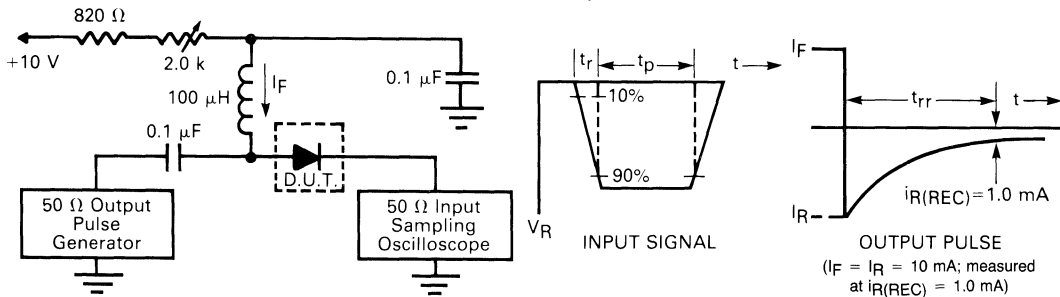 820 Ω
+10 V
2.0 k
0.1 μF
I_F
100 μH
0.1 μF
D.U.T.
50 Ω Output
Pulse
Generator
50 Ω Input
Sampling
Oscilloscope
t_r
t_p
t
10%
90%
V_R
INPUT SIGNAL
I_F
t_rr
t
i_R(REC) = 1.0 mA
I_R
OUTPUT PULSE
(I_F = I_R = 10 mA; measured
at i_R(REC) = 1.0 mA)